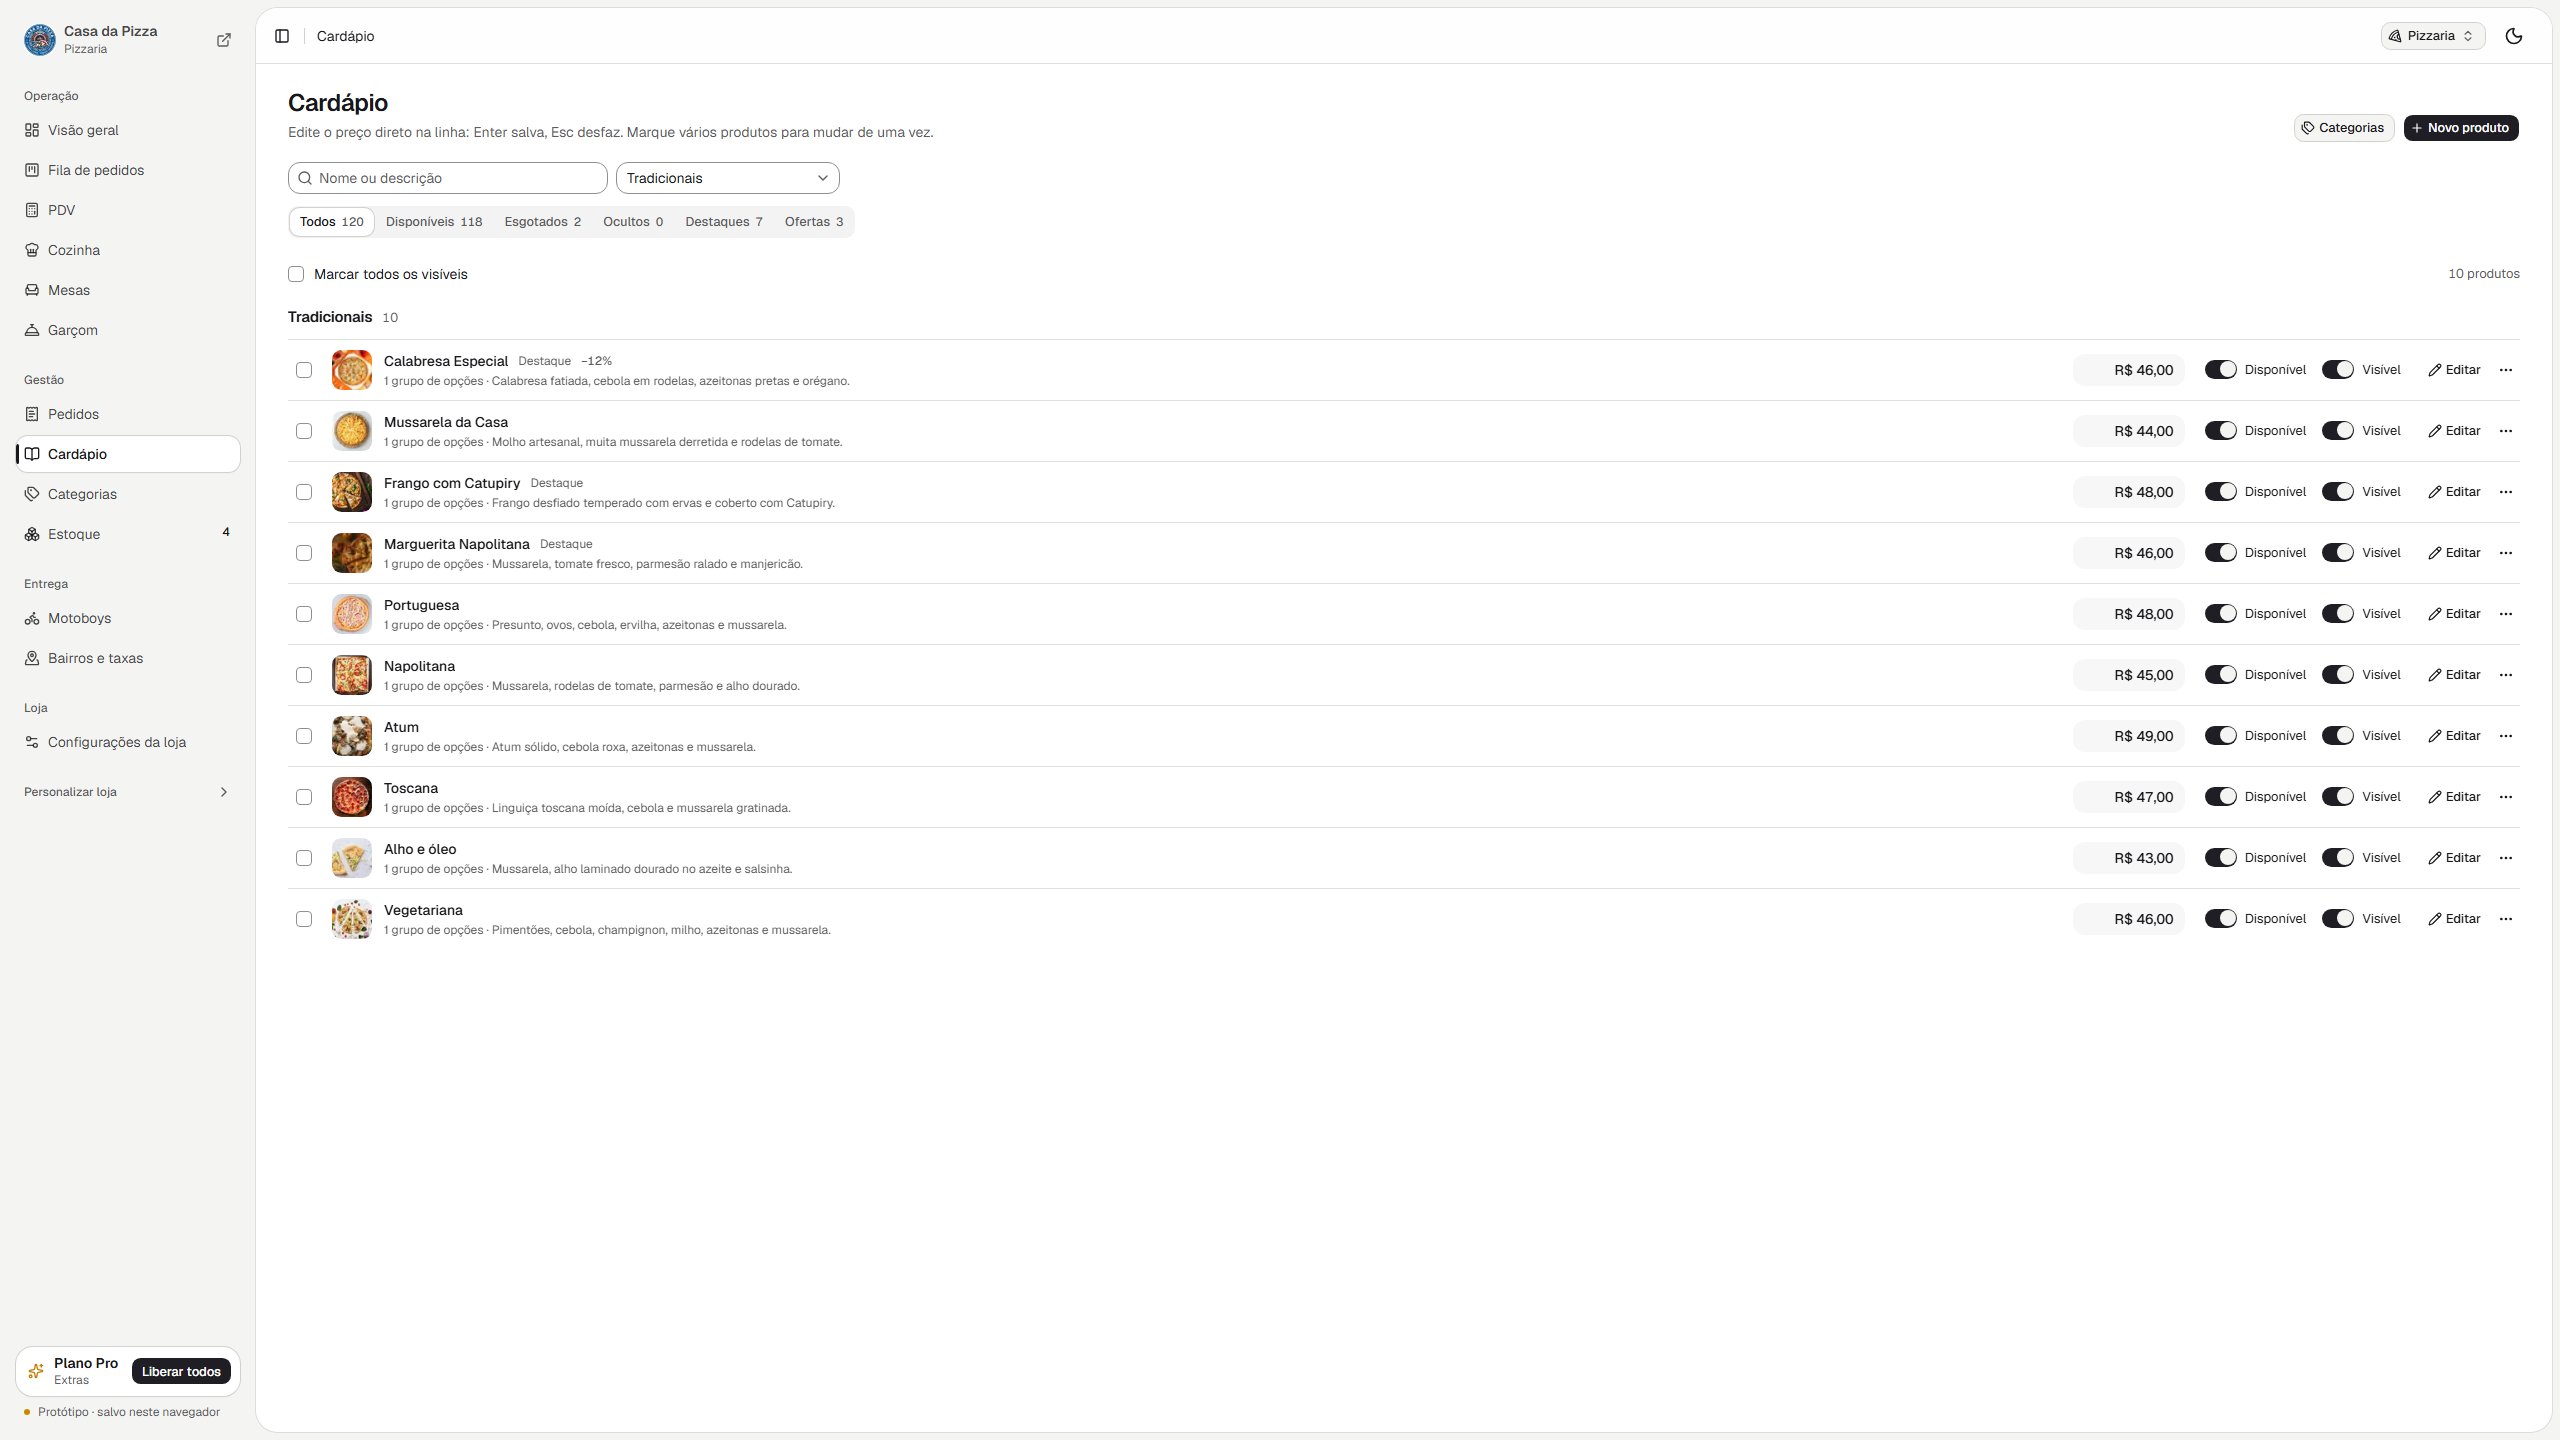 Casa da Pizza
Pizzaria
Operação
Visão geral
Fila de pedidos
PDV
Cozinha
Mesas
Garçom
Gestão
Pedidos
Cardápio
Categorias
Estoque 4
Entrega
Motoboys
Bairros e taxas
Loja
Configurações da loja
Personalizar loja
Plano Pro
Extras
Liberar todos
Protótipo · salvo neste navegador
Cardápio
Pizzaria
Cardápio
Edite o preço direto na linha: Enter salva, Esc desfaz. Marque vários produtos para mudar de uma vez.
Categorias
+ Novo produto
Nome ou descrição
Tradicionais
Todos 120 Disponíveis 118 Esgotados 2 Ocultos 0 Destaques 7 Ofertas 3
Marcar todos os visíveis
10 produtos
Tradicionais 10
Calabresa Especial Destaque −12%
1 grupo de opções · Calabresa fatiada, cebola em rodelas, azeitonas pretas e orégano.
R$ 46,00 Disponível Visível Editar
Mussarela da Casa
1 grupo de opções · Molho artesanal, muita mussarela derretida e rodelas de tomate.
R$ 44,00 Disponível Visível Editar
Frango com Catupiry Destaque
1 grupo de opções · Frango desfiado temperado com ervas e coberto com Catupiry.
R$ 48,00 Disponível Visível Editar
Marguerita Napolitana Destaque
1 grupo de opções · Mussarela, tomate fresco, parmesão ralado e manjericão.
R$ 46,00 Disponível Visível Editar
Portuguesa
1 grupo de opções · Presunto, ovos, cebola, ervilha, azeitonas e mussarela.
R$ 48,00 Disponível Visível Editar
Napolitana
1 grupo de opções · Mussarela, rodelas de tomate, parmesão e alho dourado.
R$ 45,00 Disponível Visível Editar
Atum
1 grupo de opções · Atum sólido, cebola roxa, azeitonas e mussarela.
R$ 49,00 Disponível Visível Editar
Toscana
1 grupo de opções · Linguiça toscana moída, cebola e mussarela gratinada.
R$ 47,00 Disponível Visível Editar
Alho e óleo
1 grupo de opções · Mussarela, alho laminado dourado no azeite e salsinha.
R$ 43,00 Disponível Visível Editar
Vegetariana
1 grupo de opções · Pimentões, cebola, champignon, milho, azeitonas e mussarela.
R$ 46,00 Disponível Visível Editar